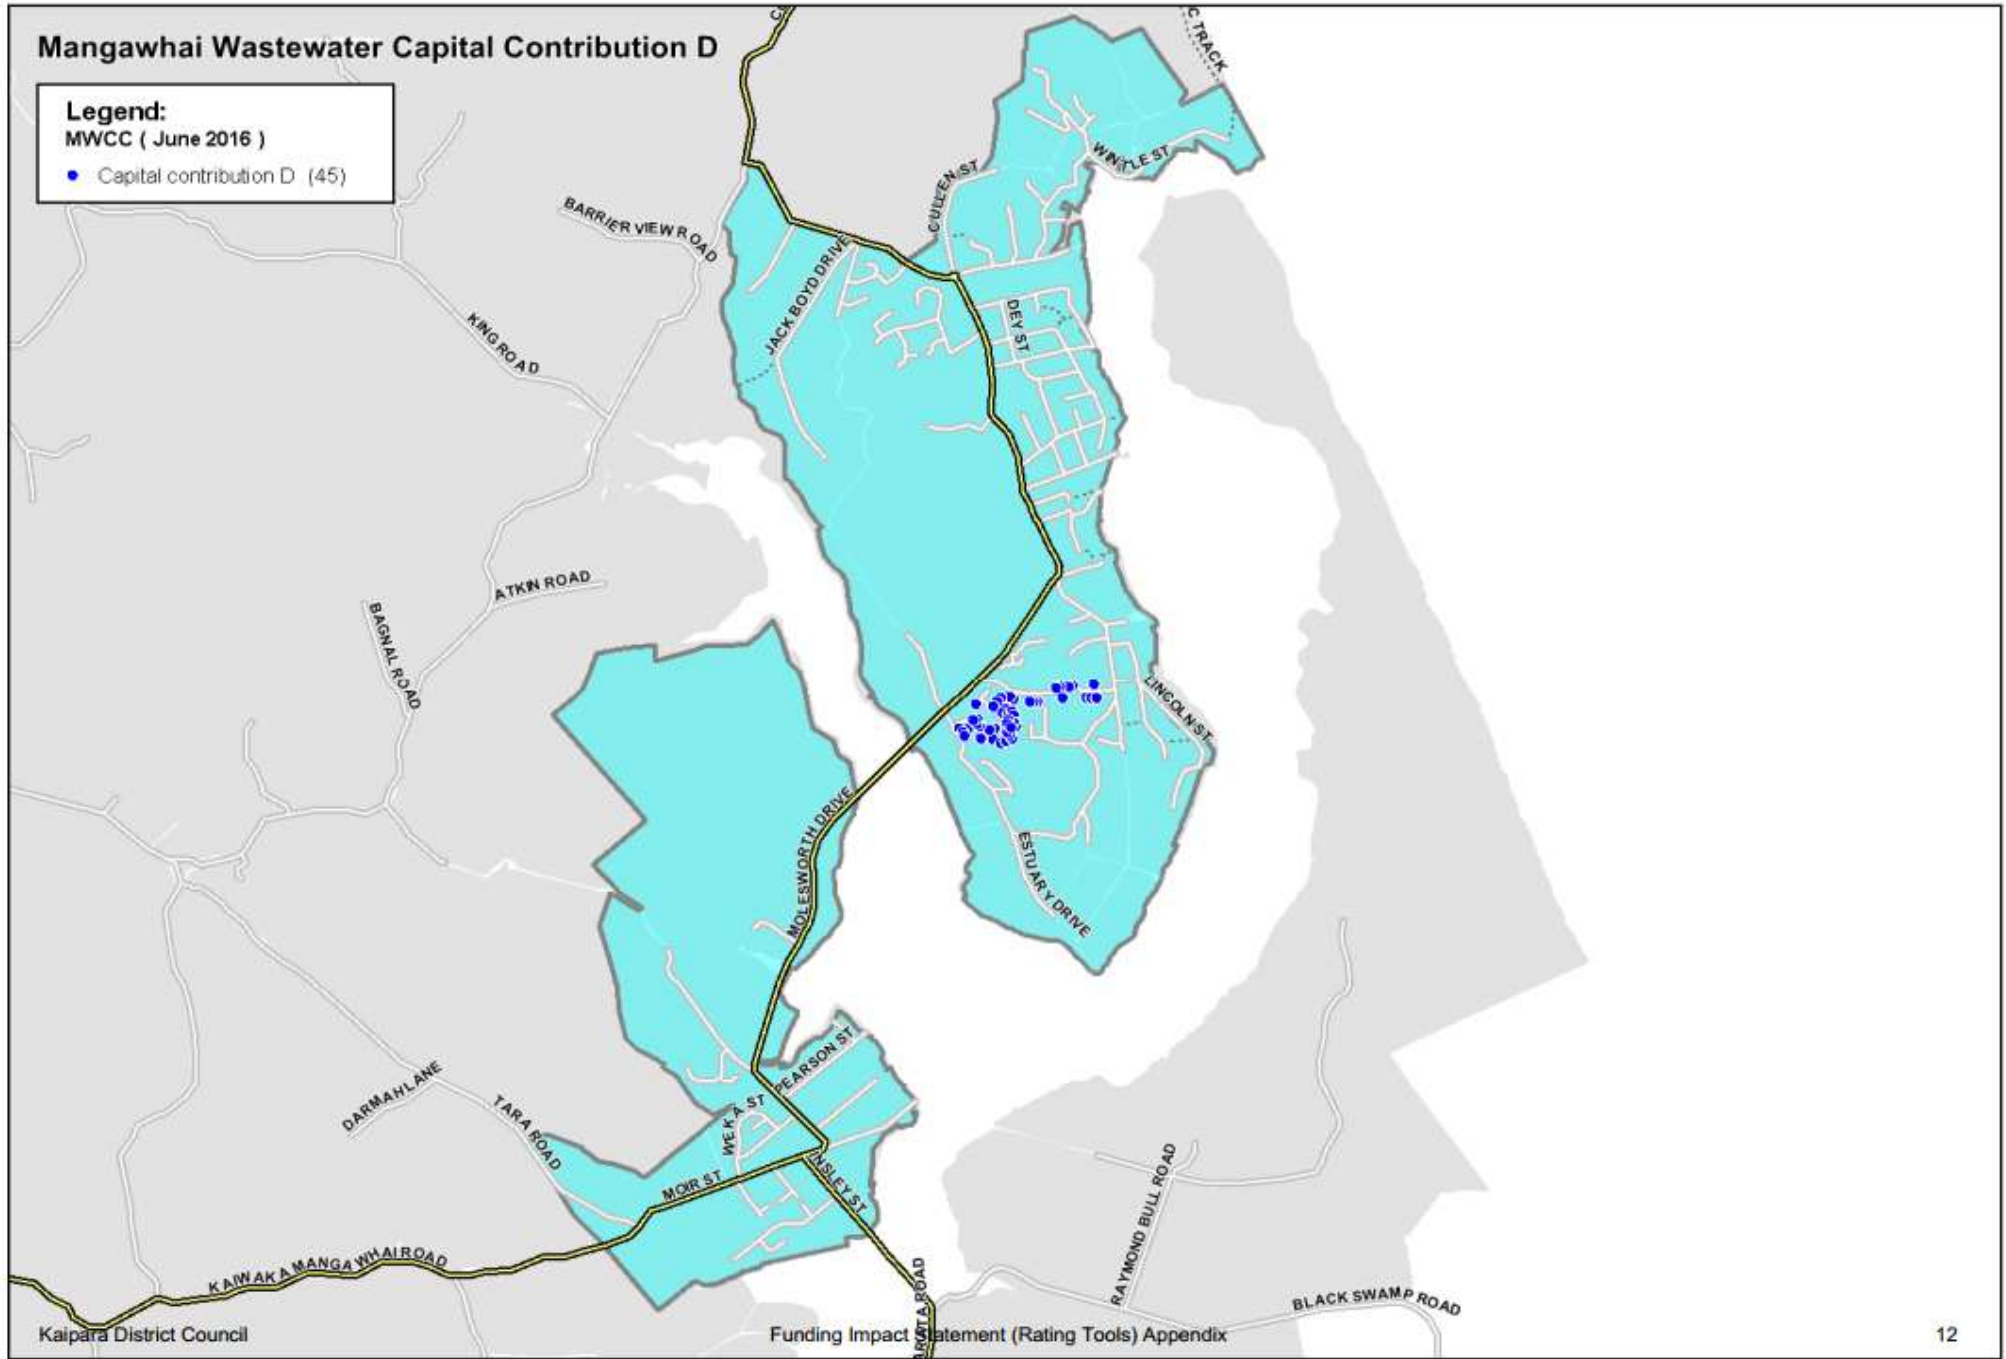 Mangawhai Wastewater Capital Contribution D
Legend:
MWCC ( June 2016 )
Capital contribution D (45)
C TRACK
WINTLE ST
CULLEN ST
BARRIER VIEW ROAD
JACK BOYD DRIVE
DEY ST
KING ROAD
ATKIN ROAD
BAGNAL ROAD
LINCOLN ST
MOLESWORTH DRIVE
ESTUARY DRIVE
PEARSON ST
DARMAH LANE
WEKA ST
TARA ROAD
NSLEY ST
MOIR ST
RAYMOND BULL ROAD
KAIWAKA MANGAWHAI ROAD
BLACK SWAMP ROAD
Kaipara District Council
Funding Impact Statement (Rating Tools) Appendix
12